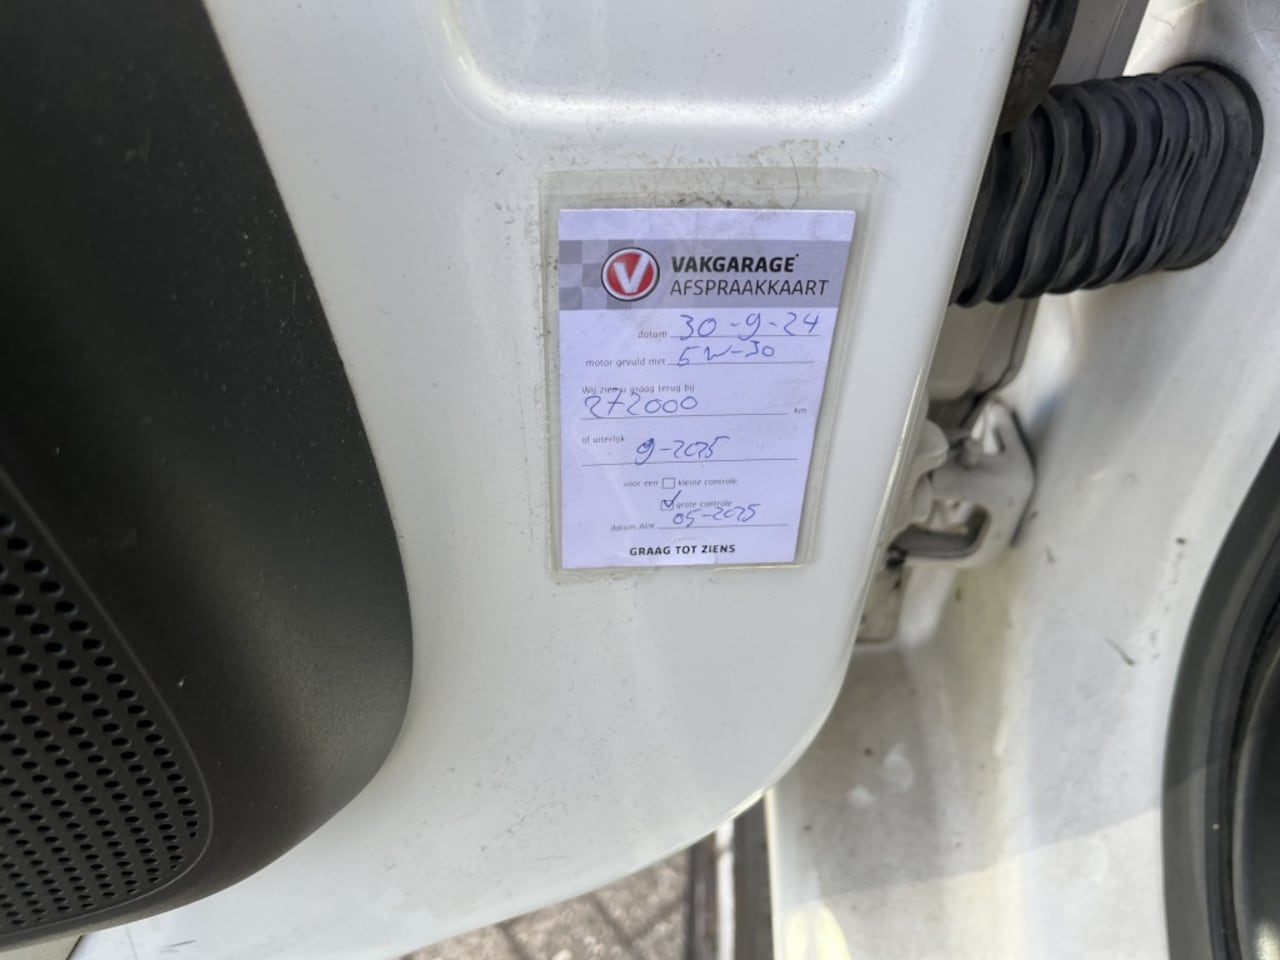 V VAKGARAGE
AFSPRAAKKAART
datum 30-9-24
motor gevuld met 5W-30
Wij zien u graag terug bij
272000 km
of uiterlijk
9-2025
voor een kleine controle
grote controle
datum APK 05-2025
GRAAG TOT ZIENS